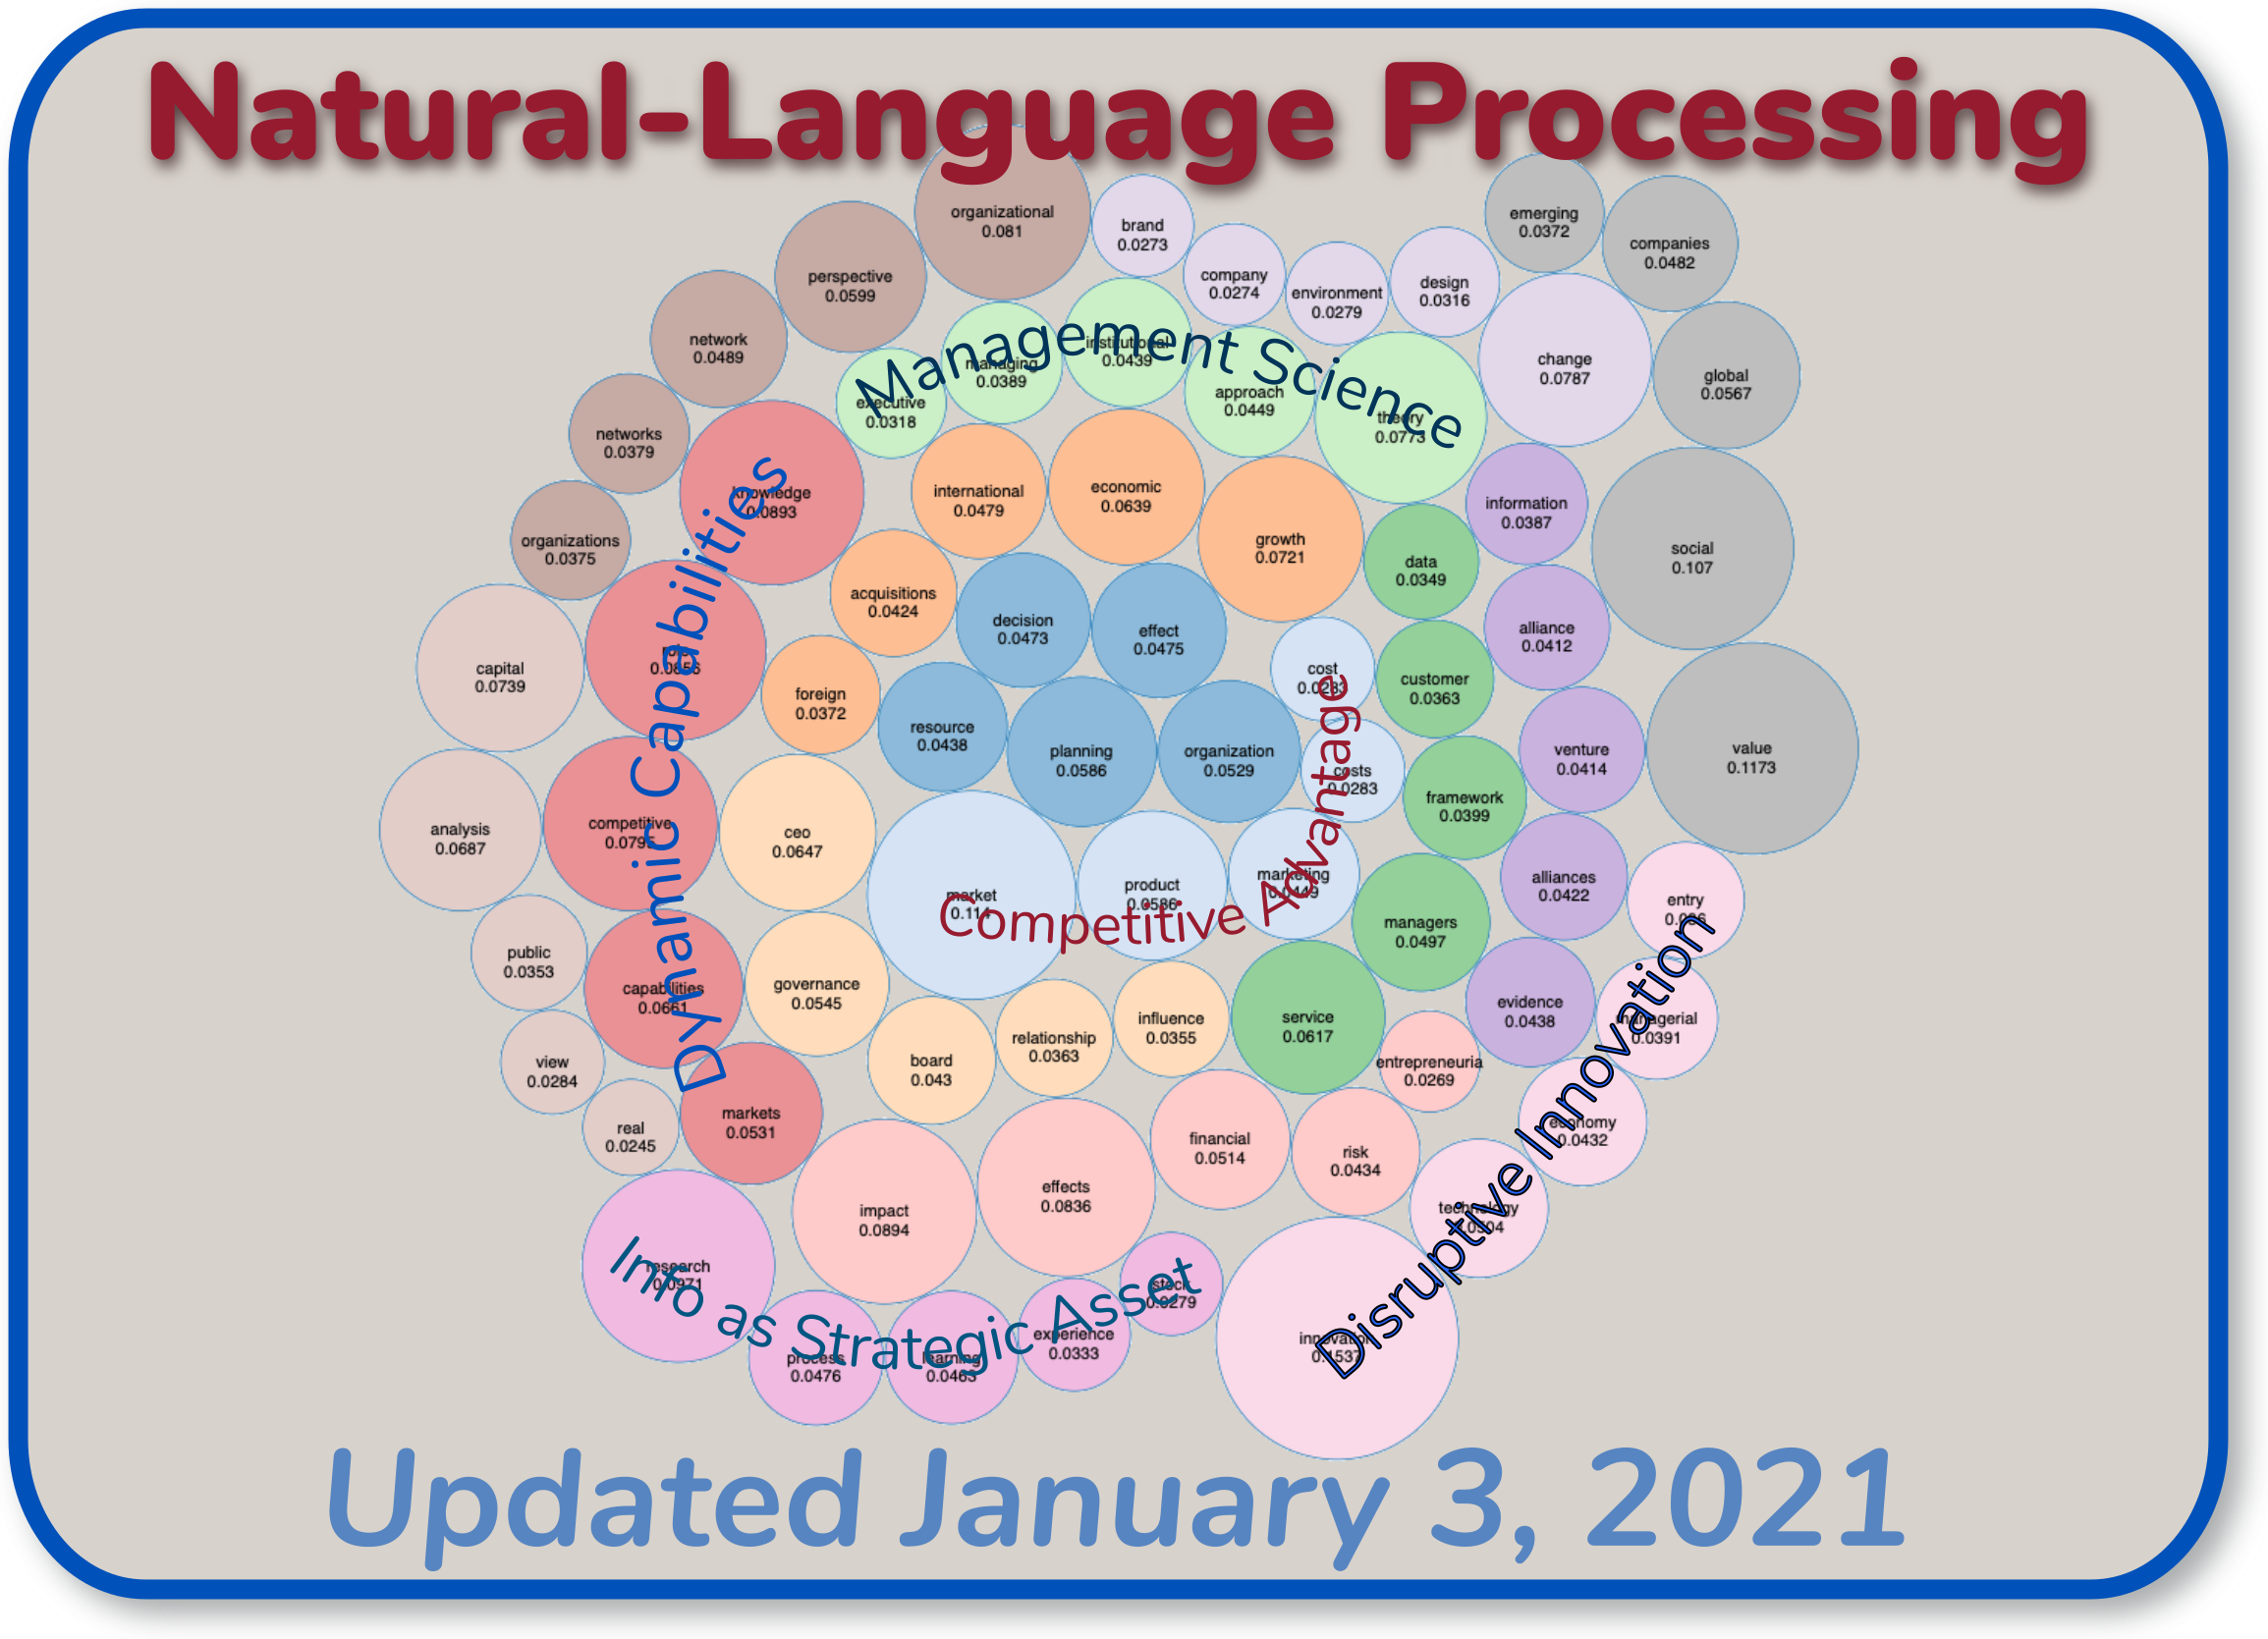 Natural-Language Processing
organizational
0.081
brand
0.0273
emerging
0.0372
companies
0.0482
perspective
0.0599
company
0.0274
environment
0.0279
design
0.0316
network
0.0489
change
0.0787
global
0.0567
Management Science
managing
0.0389
institutional
0.0439
executive
0.0318
approach
0.0449
theory
0.0773
networks
0.0379
knowledge
0.0893
international
0.0479
economic
0.0639
growth
0.0721
information
0.0387
organizations
0.0375
data
0.0349
social
0.107
acquisitions
0.0424
decision
0.0473
effect
0.0475
alliance
0.0412
Dynamic Capabilities
capital
0.0739
0.0856
foreign
0.0372
cost
customer
0.0363
resource
0.0438
planning
0.0586
organization
0.0529
costs
0.0283
venture
0.0414
value
0.1173
framework
0.0399
analysis
0.0687
competitive
0.0795
ceo
0.0647
market
0.114
product
0.0586
marketing
0.0449
Competitive Advantage
alliances
0.0422
entry
managers
0.0497
public
0.0353
capabilities
0.0661
governance
0.0545
relationship
0.0363
influence
0.0355
service
0.0617
evidence
0.0438
managerial
0.0391
view
0.0284
board
0.043
entrepreneuria
0.0269
real
0.0245
markets
0.0531
financial
0.0514
risk
0.0434
economy
0.0432
Disruptive Innovation
impact
0.0894
effects
0.0836
technology
0.0504
research
0.0971
Info as Strategic Asset
stock
0.0279
process
0.0476
learning
0.0463
experience
0.0333
innovation
0.1537
Updated January 3, 2021